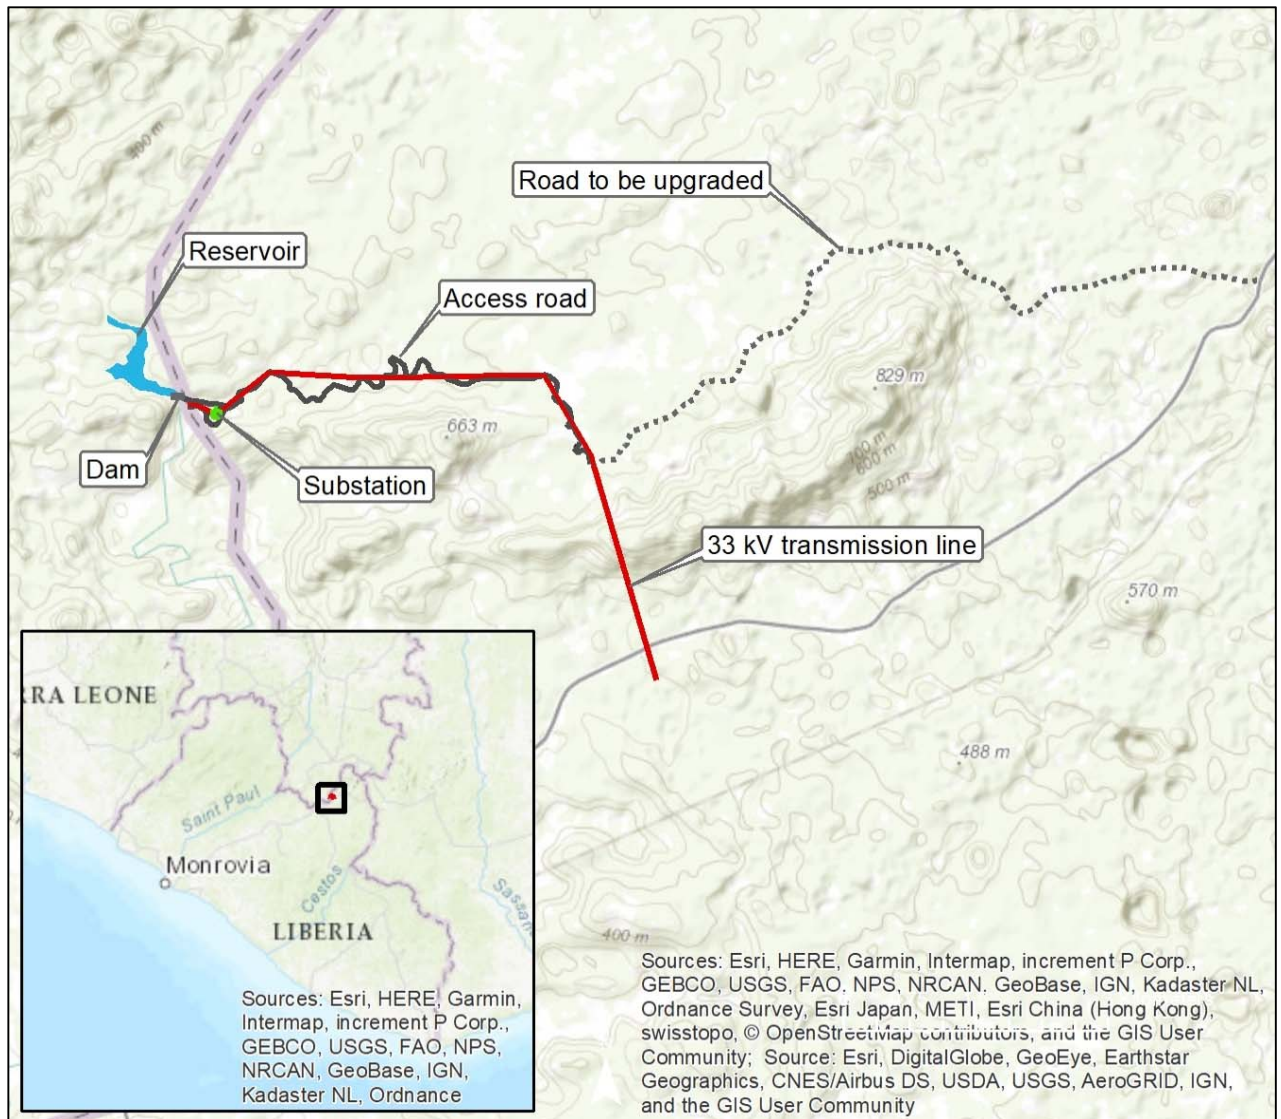 400 m
Road to be upgraded
Reservoir
Access road
829 m
663 m
700 m
600 m
500 m
Dam
Substation
33 kV transmission line
570 m
488 m
400 m
RRA LEONE
Saint Paul
Monrovia
Cestos
Sassan
LIBERIA
Sources: Esri, HERE, Garmin,
Intermap, increment P Corp.,
GEBCO, USGS, FAO, NPS,
NRCAN, GeoBase, IGN,
Kadaster NL, Ordnance
Sources: Esri, HERE, Garmin, Intermap, increment P Corp.,
GEBCO, USGS, FAO. NPS, NRCAN. GeoBase, IGN, Kadaster NL,
Ordnance Survey, Esri Japan, METI, Esri China (Hong Kong),
swisstopo, © OpenStreetMap contributors, and the GIS User
Community; Source: Esri, DigitalGlobe, GeoEye, Earthstar
Geographics, CNES/Airbus DS, USDA, USGS, AeroGRID, IGN,
and the GIS User Community